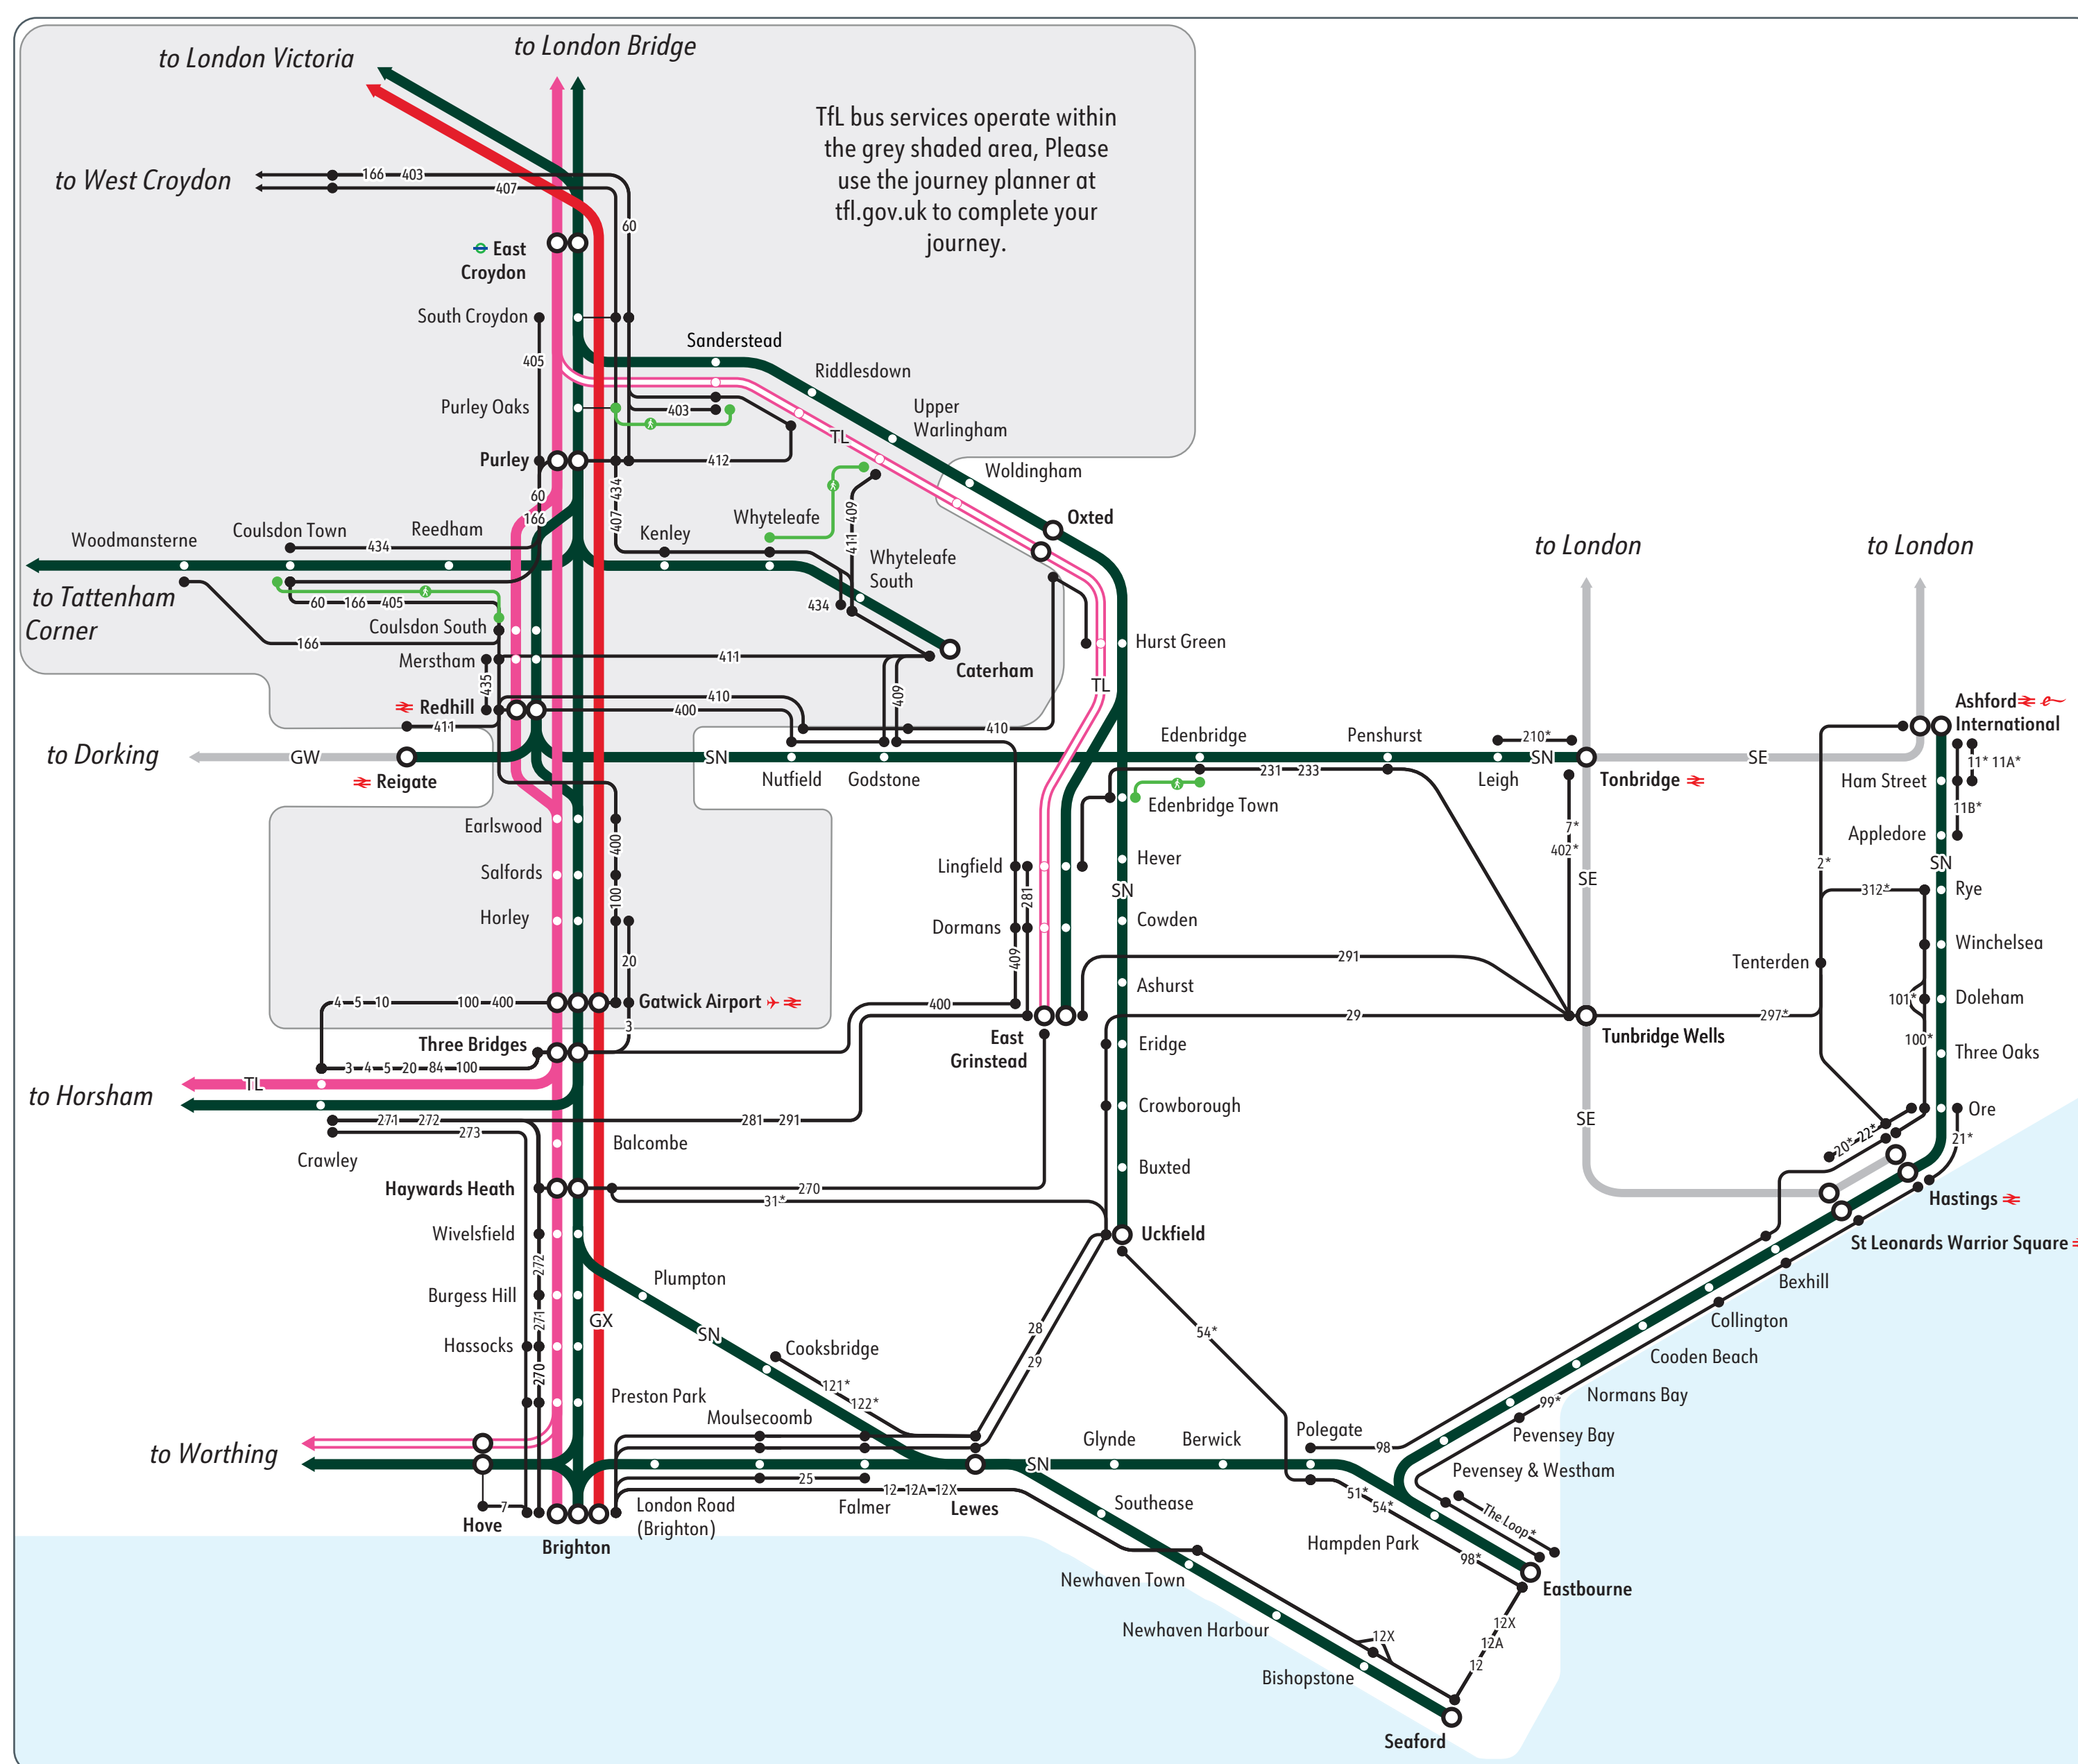 to London Victoria
to London Bridge
TfL bus services operate within
the grey shaded area, Please
use the journey planner at
tfl.gov.uk to complete your
journey.
to West Croydon
166 403
407
60
East
Croydon
South Croydon
405
Sanderstead
Riddlesdown
Purley Oaks
403
Upper
Warlingham
TL
Purley
412
Woldingham
60
434
407
166
411 409
Oxted
Woodmansterne
Coulsdon Town
Reedham
434
Kenley
Whyteleafe
Whyteleafe
South
to London
to London
to Tattenham
Corner
60 166 405
434
Coulsdon South
166
Hurst Green
Merstham
411
Caterham
435
410
409
TL
Redhill
400
411
410
Ashford
International
to Dorking
GW
Reigate
SN
Nutfield
Godstone
Edenbridge
Penshurst
210*
SN
Leigh
Tonbridge
SE
11* 11A*
Ham Street
231 233
Edenbridge Town
11B*
Earlswood
400
7*
402*
Appledore
Salfords
100
Lingfield
281
Hever
SN
SE
2*
SN
312*
Rye
Horley
Dormans
Cowden
20
409
291
Tenterden
Winchelsea
Ashurst
4 5 10 100 400
Gatwick Airport
400
101*
Doleham
3
29
297*
Three Bridges
East
Grinstead
Eridge
Tunbridge Wells
100*
Three Oaks
3 4 5 20 84 100
TL
to Horsham
Crowborough
Ore
271 272
281 291
SE
273
Balcombe
20* 22*
21*
Crawley
Buxted
Haywards Heath
270
31*
Hastings
Wivelsfield
Uckfield
St Leonards Warrior Square
272
Plumpton
Bexhill
Burgess Hill
271
GX
SN
28
54*
Collington
Hassocks
Cooksbridge
29
Cooden Beach
270
121*
122*
Normans Bay
Preston Park
99*
Moulsecoomb
Polegate
Pevensey Bay
to Worthing
Glynde
Berwick
98
SN
Pevensey & Westham
25
51*
54*
7
12 12A 12X
The Loop*
Hove
London Road
(Brighton)
Falmer
Lewes
Southease
Hampden Park
Brighton
98*
Newhaven Town
Eastbourne
Newhaven Harbour
12X
12X
12A
12
Bishopstone
Seaford